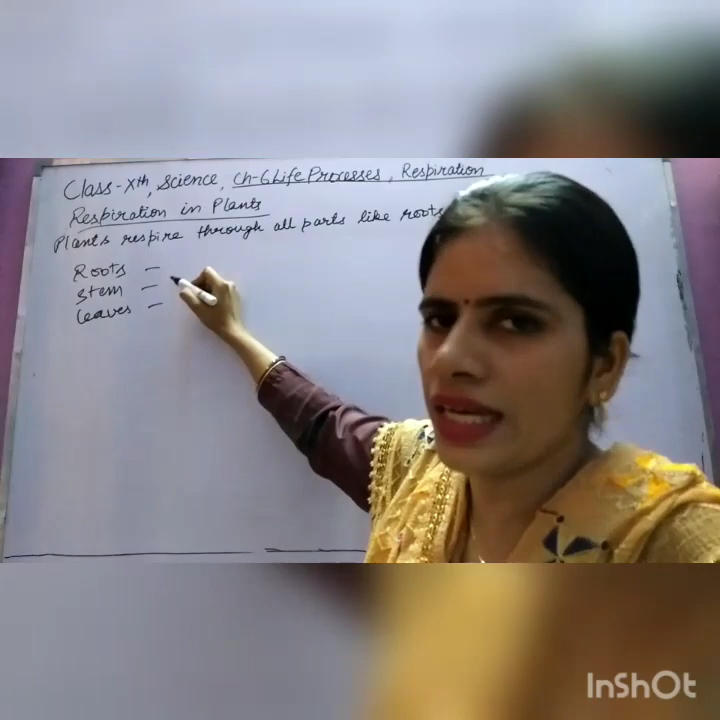 Class-Xth, Science, Ch-6 Life Processes, Respiration
Respiration in Plants
Plants respire through all parts like roots
Roots –
Stem –
Leaves –
InShOt